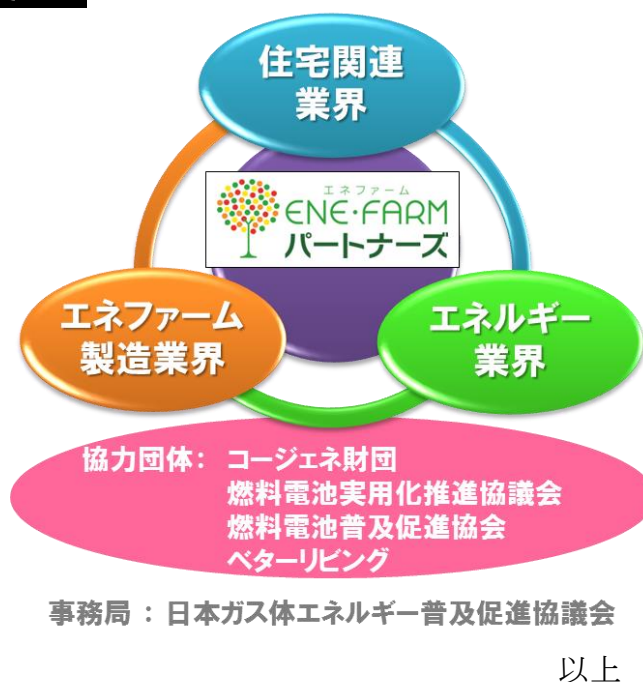 住宅関連
業界
エネファーム
ENE・FARM
パートナーズ
エネファーム
製造業界
エネルギー
業界
協力団体： コージェネ財団
燃料電池実用化推進協議会
燃料電池普及促進協会
ベターリビング
事務局 ： 日本ガス体エネルギー普及促進協議会
以上